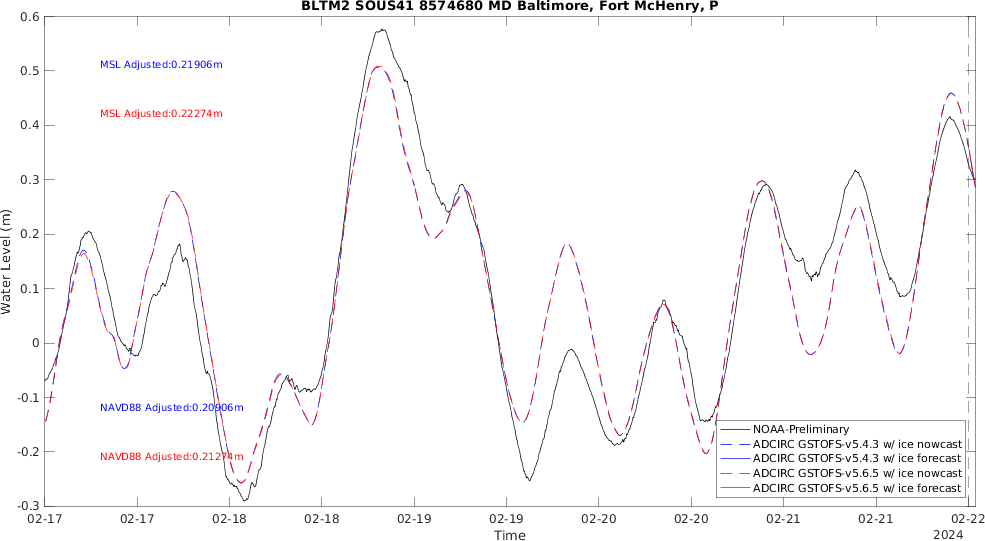 BLTM2 SOUS41 8574680 MD Baltimore, Fort McHenry, P
Water Level (m)
0.6
0.5
0.4
0.3
0.2
0.1
0
-0.1
-0.2
-0.3
MSL Adjusted:0.21906m
MSL Adjusted:0.22274m
NAVD88 Adjusted:0.20906m
NAVD88 Adjusted:0.21274m
NOAA-Preliminary
ADCIRC GSTOFS-v5.4.3 w/ ice nowcast
ADCIRC GSTOFS-v5.4.3 w/ ice forecast
ADCIRC GSTOFS-v5.6.5 w/ ice nowcast
ADCIRC GSTOFS-v5.6.5 w/ ice forecast
02-17 02-17 02-18 02-18 02-19 02-19 02-20 02-20 02-21 02-21 02-22
Time
2024